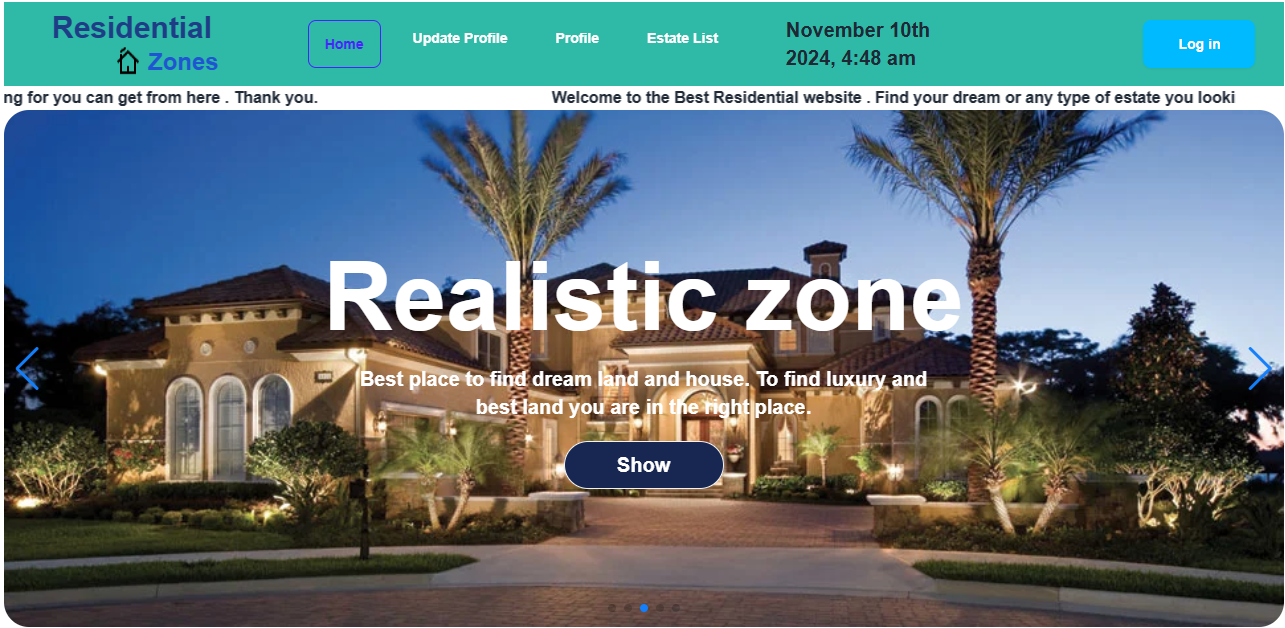 Residential
Zones
Home
Update Profile
Profile
Estate List
November 10th
2024, 4:48 am
Log in
ng for you can get from here . Thank you.
Welcome to the Best Residential website . Find your dream or any type of estate you looki
Realistic zone
Best place to find dream land and house. To find luxury and
best land you are in the right place.
Show